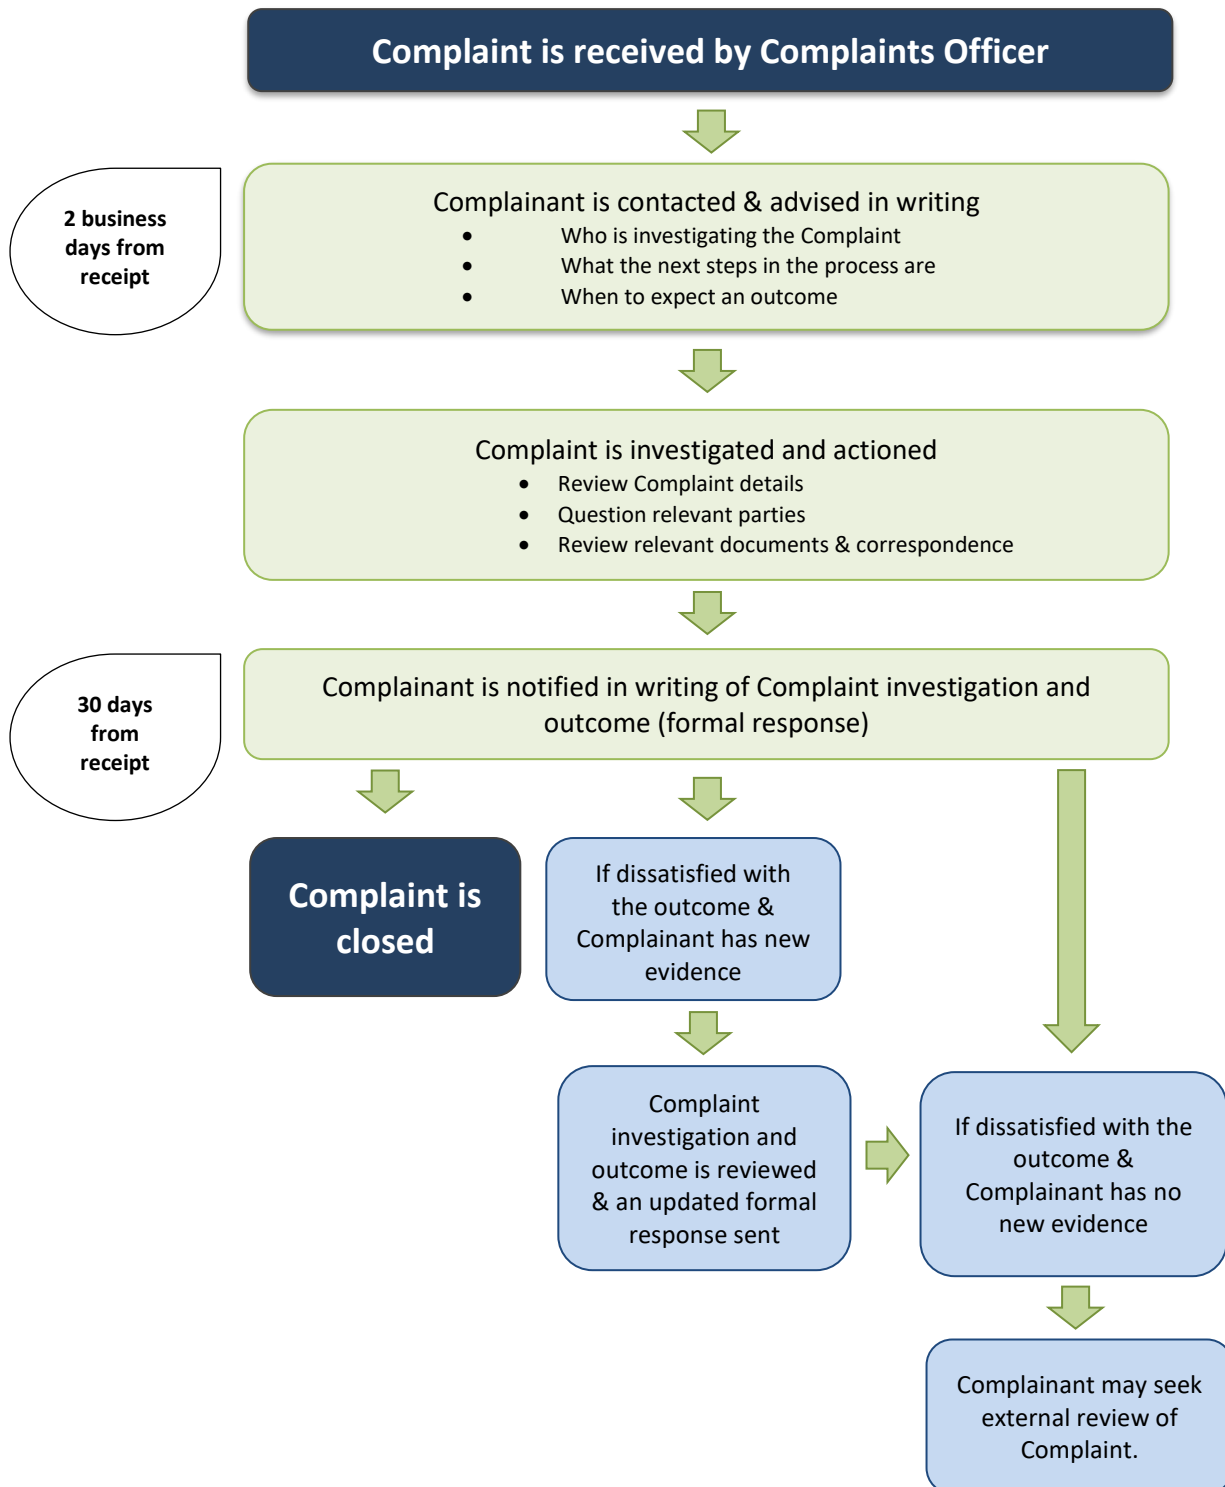 Complaint is received by Complaints Officer
2 business
days from
receipt
Complainant is contacted & advised in writing
• Who is investigating the Complaint
• What the next steps in the process are
• When to expect an outcome
Complaint is investigated and actioned
• Review Complaint details
• Question relevant parties
• Review relevant documents & correspondence
30 days
from
receipt
Complainant is notified in writing of Complaint investigation and
outcome (formal response)
Complaint is
closed
If dissatisfied with
the outcome &
Complainant has new
evidence
Complaint
investigation and
outcome is reviewed
& an updated formal
response sent
If dissatisfied with the
outcome &
Complainant has no
new evidence
Complainant may seek
external review of
Complaint.